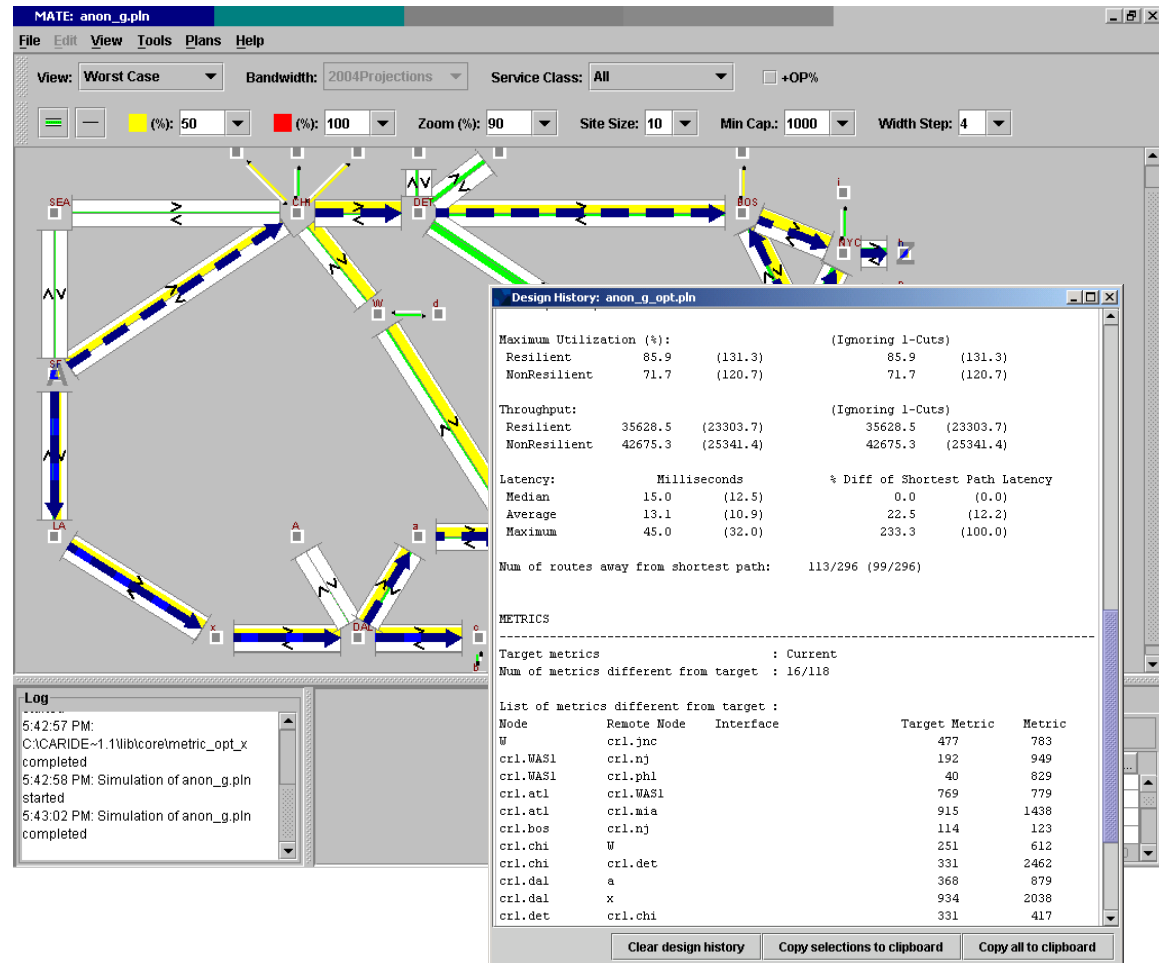 MATE: anon_g.pln
File Edit View Tools Plans Help
View: Worst Case Bandwidth: 2004Projections Service Class: All +OP%
(%): 50 (%): 100 Zoom (%): 90 Site Size: 10 Min Cap.: 1000 Width Step: 4
SEA
CHI
DET
BOS
i
NYC
h
W
d
SF
LA
A
a
x
DAL
c
b
Log
5:42:57 PM:
C:\CARIDE~1.1\lib\core\metric_opt_x
completed
5:42:58 PM: Simulation of anon_g.pln
started
5:43:02 PM: Simulation of anon_g.pln
completed
Design History: anon_g_opt.pln
Maximum Utilization (%): (Ignoring 1-Cuts)
Resilient 85.9 (131.3) 85.9 (131.3)
NonResilient 71.7 (120.7) 71.7 (120.7)
Throughput: (Ignoring 1-Cuts)
Resilient 35628.5 (23303.7) 35628.5 (23303.7)
NonResilient 42675.3 (25341.4) 42675.3 (25341.4)
Latency: Milliseconds % Diff of Shortest Path Latency
Median 15.0 (12.5) 0.0 (0.0)
Average 13.1 (10.9) 22.5 (12.2)
Maximum 45.0 (32.0) 233.3 (100.0)
Num of routes away from shortest path: 113/296 (99/296)
METRICS
Target metrics : Current
Num of metrics different from target : 16/118
List of metrics different from target :
Node Remote Node Interface Target Metric Metric
W crl.jnc 477 783
crl.WAS1 crl.nj 192 949
crl.WAS1 crl.phl 40 829
crl.atl crl.WAS1 769 779
crl.atl crl.mia 915 1438
crl.bos crl.nj 114 123
crl.chi W 251 612
crl.chi crl.det 331 2462
crl.dal a 368 879
crl.dal x 934 2038
crl.det crl.chi 331 417
Clear design history Copy selections to clipboard Copy all to clipboard